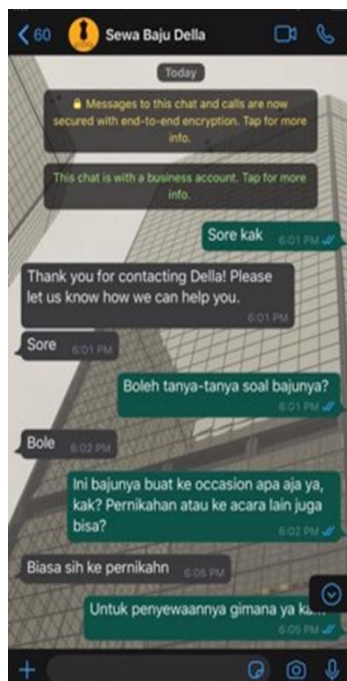 60
Sewa Baju Della
Today
Messages to this chat and calls are now
secured with end-to-end encryption. Tap for more
info.
This chat is with a business account. Tap for more
info.
Sore kak
6:01 PM
Thank you for contacting Della! Please
let us know how we can help you.
6:01 PM
Sore
6:01 PM
Boleh tanya-tanya soal bajunya?
6:01 PM
Bole
6:02 PM
Ini bajunya buat ke occasion apa aja ya,
kak? Pernikahan atau ke acara lain juga
bisa?
6:02 PM
Biasa sih ke pernikahn
6:05 PM
Untuk penyewaannya gimana ya
6:05 PM